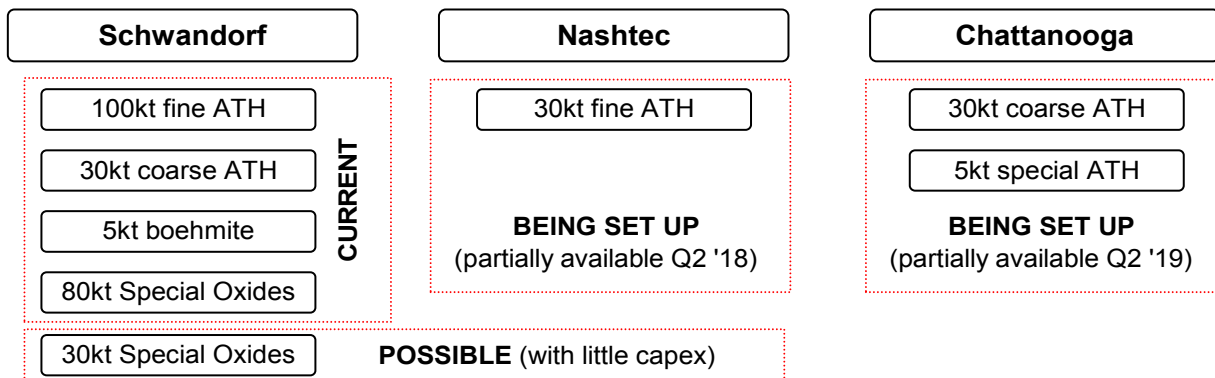 Schwandorf
100kt fine ATH
30kt coarse ATH
5kt boehmite
80kt Special Oxides
CURRENT
30kt Special Oxides
POSSIBLE (with little capex)
Nashtec
30kt fine ATH
BEING SET UP
(partially available Q2 '18)
Chattanooga
30kt coarse ATH
5kt special ATH
BEING SET UP
(partially available Q2 '19)